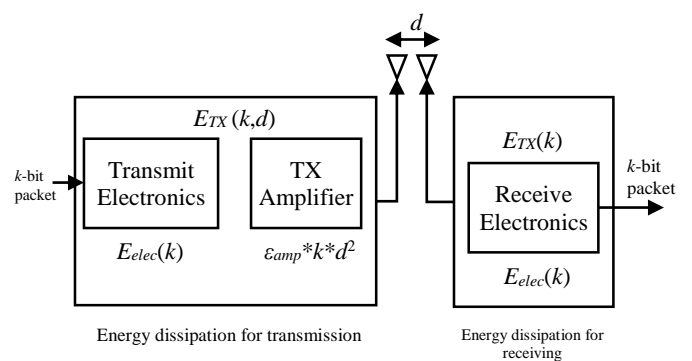 d
E_TX (k,d)
E_TX(k)
k-bit
packet
Transmit
Electronics
TX
Amplifier
Receive
Electronics
k-bit
packet
E_elec(k)
ε_amp*k*d²
E_elec(k)
Energy dissipation for transmission
Energy dissipation for
receiving